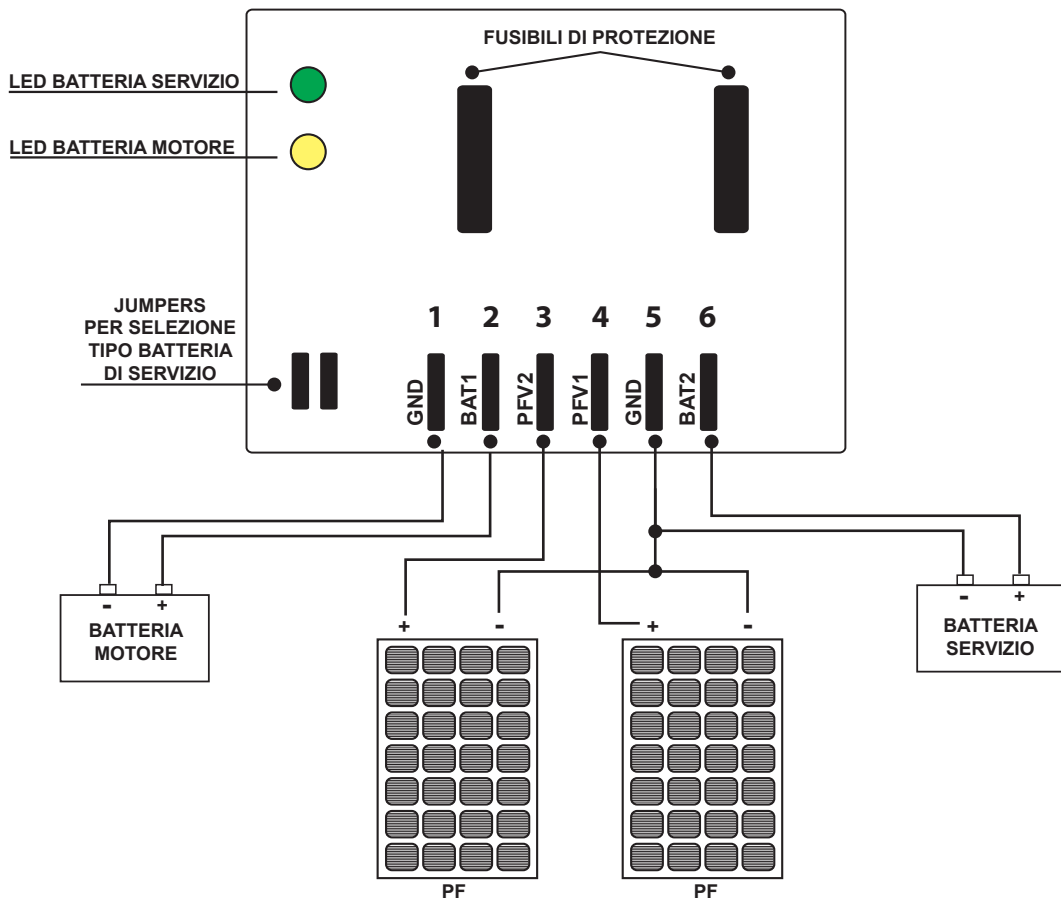 FUSIBILI DI PROTEZIONE
LED BATTERIA SERVIZIO
LED BATTERIA MOTORE
JUMPERS
PER SELEZIONE
TIPO BATTERIA
DI SERVIZIO
1 2 3 4 5 6
GND BAT1 PFV2 PFV1 GND BAT2
- +
BATTERIA
MOTORE
- +
BATTERIA
SERVIZIO
+ - + -
PF PF